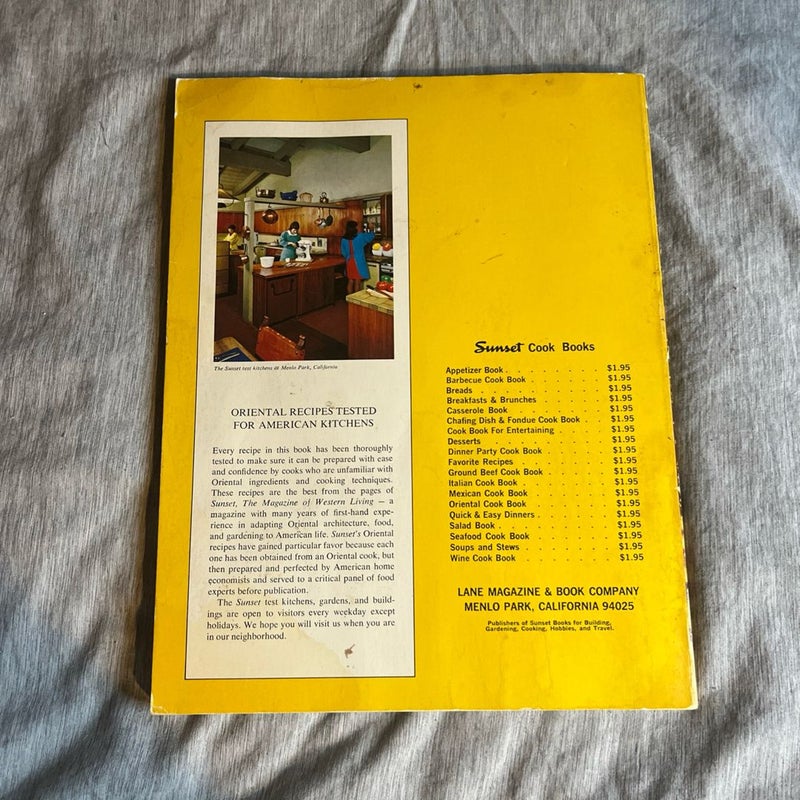 The Sunset test kitchens at Menlo Park, California
ORIENTAL RECIPES TESTED
FOR AMERICAN KITCHENS
Every recipe in this book has been thoroughly
tested to make sure it can be prepared with ease
and confidence by cooks who are unfamiliar with
Oriental ingredients and cooking techniques.
These recipes are the best from the pages of
Sunset, The Magazine of Western Living — a
magazine with many years of first-hand expe-
rience in adapting Oriental architecture, food,
and gardening to American life. Sunset's Oriental
recipes have gained particular favor because each
one has been obtained from an Oriental cook, but
then prepared and perfected by American home
economists and served to a critical panel of food
experts before publication.
The Sunset test kitchens, gardens, and build-
ings are open to visitors every weekday except
holidays. We hope you will visit us when you are
in our neighborhood.
Sunset Cook Books
Appetizer Book . . . . . . $1.95
Barbecue Cook Book . . . . . $1.95
Breads . . . . . . . . $1.95
Breakfasts & Brunches . . . . . $1.95
Casserole Book . . . . . . $1.95
Chafing Dish & Fondue Cook Book . . $1.95
Cook Book For Entertaining . . . . $1.95
Desserts . . . . . . . . $1.95
Dinner Party Cook Book . . . . $1.95
Favorite Recipes . . . . . . $1.95
Ground Beef Cook Book . . . . $1.95
Italian Cook Book . . . . . $1.95
Mexican Cook Book . . . . . $1.95
Oriental Cook Book . . . . . $1.95
Quick & Easy Dinners . . . . . $1.95
Salad Book . . . . . . . $1.95
Seafood Cook Book . . . . . $1.95
Soups and Stews . . . . . . $1.95
Wine Cook Book . . . . . . $1.95
LANE MAGAZINE & BOOK COMPANY
MENLO PARK, CALIFORNIA 94025
Publishers of Sunset Books for Building,
Gardening, Cooking, Hobbies, and Travel.